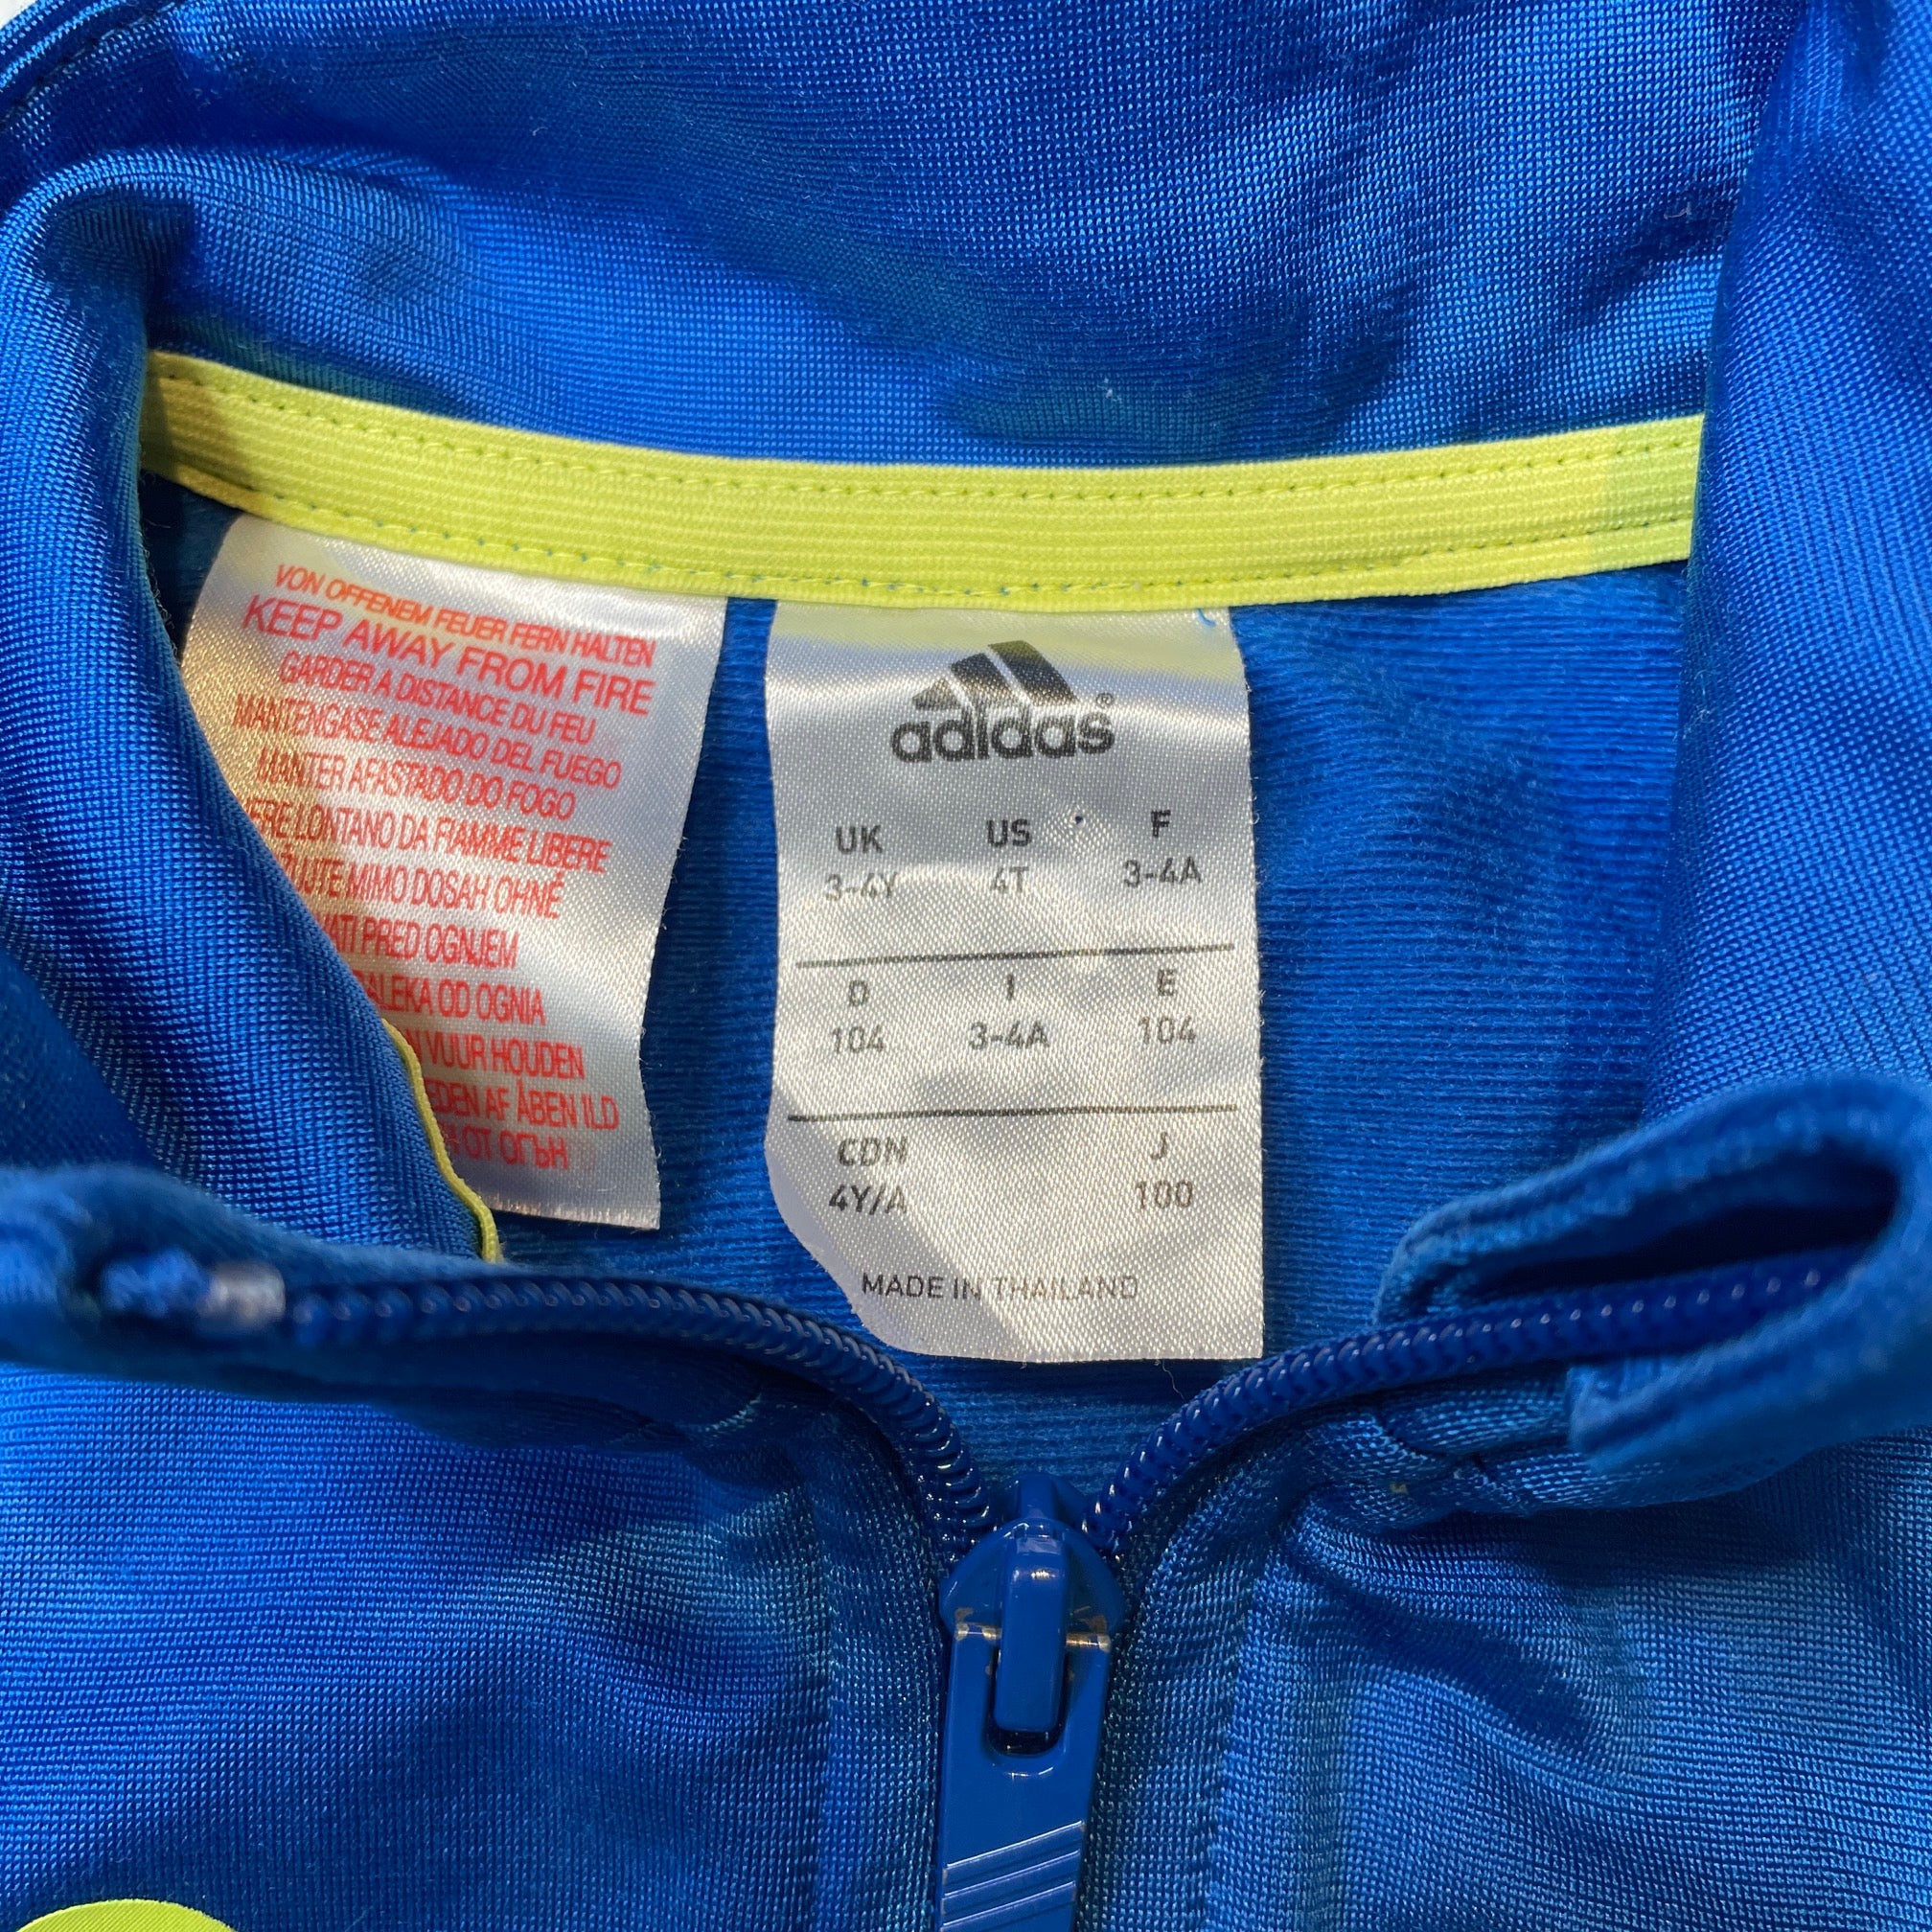 VON OFFENEM FEUER FERN HALTEN
KEEP AWAY FROM FIRE
GARDER A DISTANCE DU FEU
MANTENGASE ALEJADO DEL FUEGO
MANTER AFASTADO DO FOGO
LONTANO DA FIAMME LIBERE
MIMO DOSAH OHNĚ
PRED OGNJEM
OD OGNIA
VUUR HOUDEN
AF ÅBEN ILD
ОТ ОГЪН
adidas®
UK US F
3-4Y 4T 3-4A
D I E
104 3-4A 104
CDN J
4Y/A 100
MADE IN THAILAND